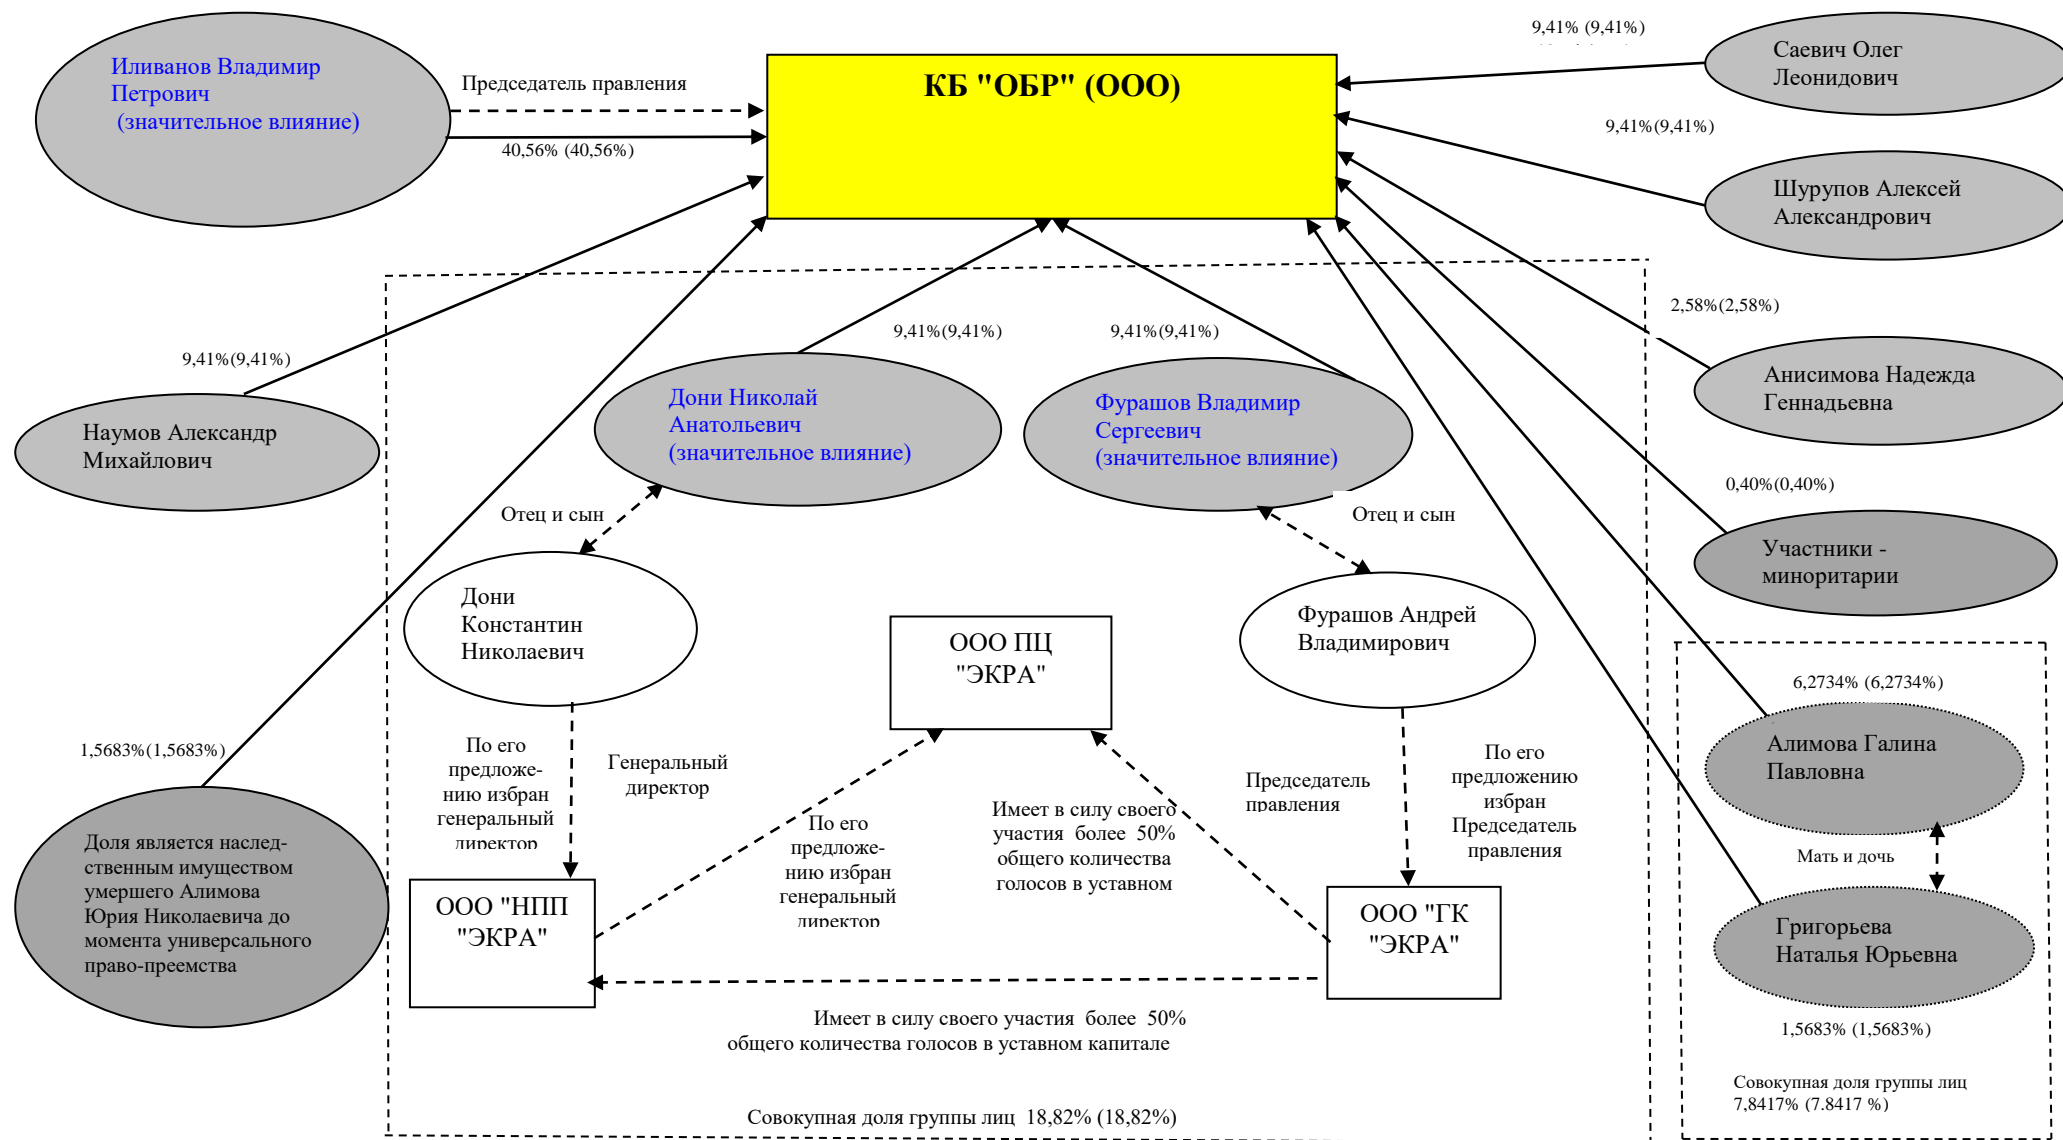 Иливанов Владимир
Петрович
(значительное влияние)
Председатель правления
40,56% (40,56%)
КБ "ОБР" (ООО)
9,41% (9,41%)
Саевич Олег
Леонидович
9,41%(9,41%)
Шурупов Алексей
Александрович
2,58%(2,58%)
Анисимова Надежда
Геннадьевна
0,40%(0,40%)
Участники -
миноритарии
9,41%(9,41%)
Наумов Александр
Михайлович
9,41%(9,41%)
Дони Николай
Анатольевич
(значительное влияние)
9,41%(9,41%)
Фурашов Владимир
Сергеевич
(значительное влияние)
Отец и сын
Отец и сын
Дони
Константин
Николаевич
ООО ПЦ
"ЭКРА"
Фурашов Андрей
Владимирович
1,5683%(1,5683%)
Доля является наслед-
ственным имуществом
умершего Алимова
Юрия Николаевича до
момента универсального
право-преемства
По его
предложе-
нию избран
генеральный
директор
Генеральный
директор
По его
предложе-
нию избран
генеральный
директор
Имеет в силу своего
участия более 50%
общего количества
голосов в уставном
Председатель
правления
По его
предложению
избран
Председатель
правления
ООО "НПП
"ЭКРА"
ООО "ГК
"ЭКРА"
Имеет в силу своего участия более 50%
общего количества голосов в уставном капитале
Совокупная доля группы лиц 18,82% (18,82%)
6,2734% (6,2734%)
Алимова Галина
Павловна
Мать и дочь
Григорьева
Наталья Юрьевна
1,5683% (1,5683%)
Совокупная доля группы лиц
7,8417% (7.8417 %)